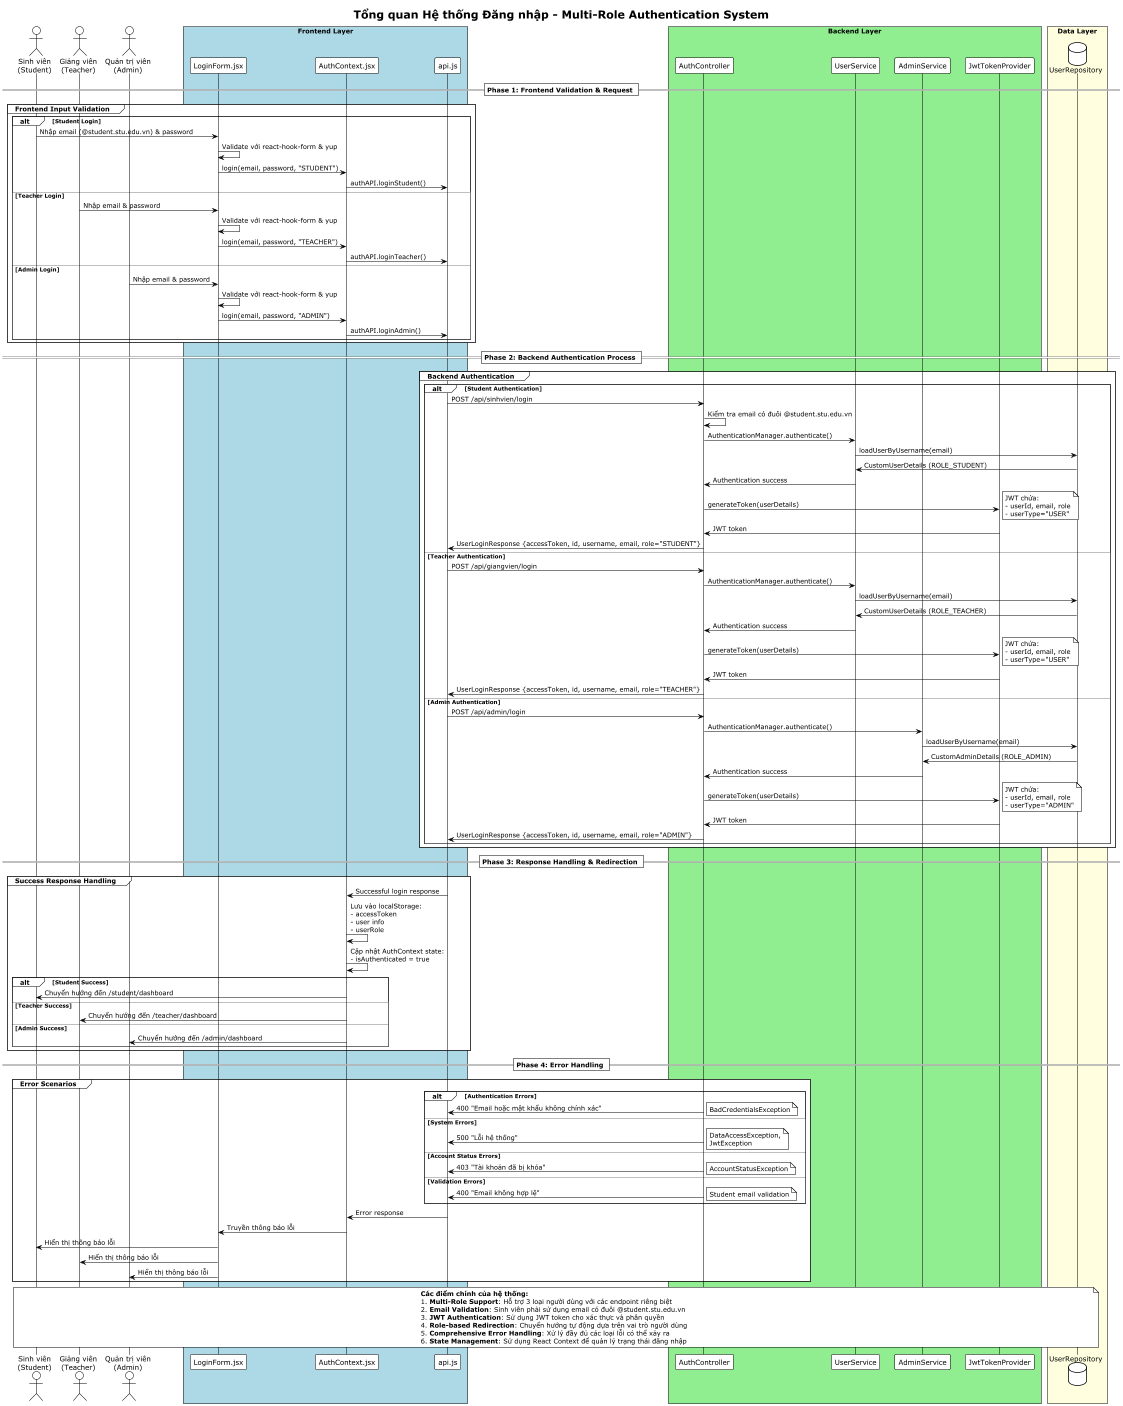 Tổng quan Hệ thống Đăng nhập - Multi-Role Authentication System
Frontend Layer
Backend Layer
Data Layer
Sinh viên
(Student)
Giảng viên
(Teacher)
Quản trị viên
(Admin)
LoginForm.jsx
AuthContext.jsx
api.js
AuthController
UserService
AdminService
JwtTokenProvider
UserRepository
Phase 1: Frontend Validation & Request
Frontend Input Validation
alt
[Student Login]
Nhập email (@student.stu.edu.vn) & password
Validate với react-hook-form & yup
login(email, password, "STUDENT")
authAPI.loginStudent()
[Teacher Login]
Nhập email & password
Validate với react-hook-form & yup
login(email, password, "TEACHER")
authAPI.loginTeacher()
[Admin Login]
Nhập email & password
Validate với react-hook-form & yup
login(email, password, "ADMIN")
authAPI.loginAdmin()
Phase 2: Backend Authentication Process
Backend Authentication
alt
[Student Authentication]
POST /api/sinhvien/login
Kiểm tra email có đuôi @student.stu.edu.vn
AuthenticationManager.authenticate()
loadUserByUsername(email)
CustomUserDetails (ROLE_STUDENT)
Authentication success
generateToken(userDetails)
JWT chứa:
- userId, email, role
- userType="USER"
JWT token
UserLoginResponse {accessToken, id, username, email, role="STUDENT"}
[Teacher Authentication]
POST /api/giangvien/login
AuthenticationManager.authenticate()
loadUserByUsername(email)
CustomUserDetails (ROLE_TEACHER)
Authentication success
generateToken(userDetails)
JWT chứa:
- userId, email, role
- userType="USER"
JWT token
UserLoginResponse {accessToken, id, username, email, role="TEACHER"}
[Admin Authentication]
POST /api/admin/login
AuthenticationManager.authenticate()
loadUserByUsername(email)
CustomAdminDetails (ROLE_ADMIN)
Authentication success
generateToken(userDetails)
JWT chứa:
- userId, email, role
- userType="ADMIN"
JWT token
UserLoginResponse {accessToken, id, username, email, role="ADMIN"}
Phase 3: Response Handling & Redirection
Success Response Handling
Successful login response
Lưu vào localStorage:
- accessToken
- user info
- userRole
Cập nhật AuthContext state:
- isAuthenticated = true
alt
[Student Success]
Chuyển hướng đến /student/dashboard
[Teacher Success]
Chuyển hướng đến /teacher/dashboard
[Admin Success]
Chuyển hướng đến /admin/dashboard
Phase 4: Error Handling
Error Scenarios
alt
[Authentication Errors]
400 "Email hoặc mật khẩu không chính xác"
BadCredentialsException
[System Errors]
500 "Lỗi hệ thống"
DataAccessException,
JwtException
[Account Status Errors]
403 "Tài khoản đã bị khóa"
AccountStatusException
[Validation Errors]
400 "Email không hợp lệ"
Student email validation
Error response
Truyền thông báo lỗi
Hiển thị thông báo lỗi
Hiển thị thông báo lỗi
Hiển thị thông báo lỗi
Các điểm chính của hệ thống:
1. Multi-Role Support: Hỗ trợ 3 loại người dùng với các endpoint riêng biệt
2. Email Validation: Sinh viên phải sử dụng email có đuôi @student.stu.edu.vn
3. JWT Authentication: Sử dụng JWT token cho xác thực và phân quyền
4. Role-based Redirection: Chuyển hướng tự động dựa trên vai trò người dùng
5. Comprehensive Error Handling: Xử lý đầy đủ các loại lỗi có thể xảy ra
6. State Management: Sử dụng React Context để quản lý trạng thái đăng nhập
Sinh viên
(Student)
Giảng viên
(Teacher)
Quản trị viên
(Admin)
LoginForm.jsx
AuthContext.jsx
api.js
AuthController
UserService
AdminService
JwtTokenProvider
UserRepository